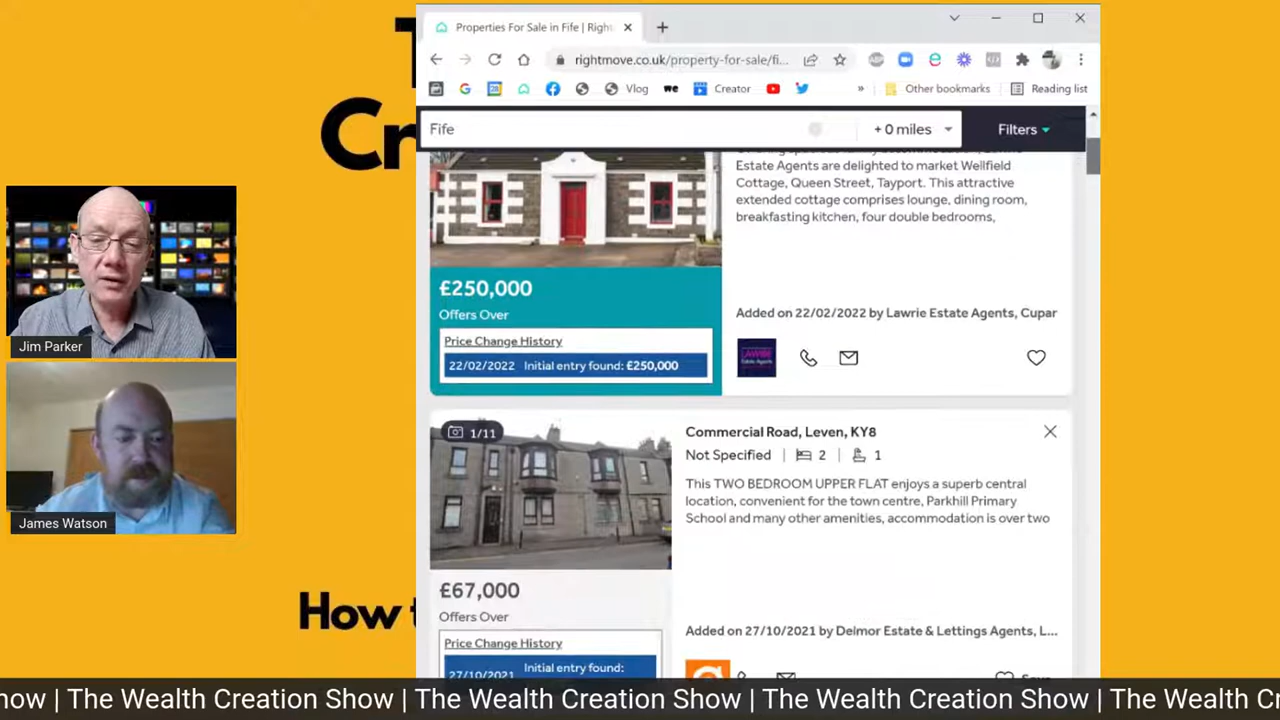 T
Cr
How t
Jim Parker
James Watson
Properties For Sale in Fife | Right
rightmove.co.uk/property-for-sale/fi...
Vlog
Creator
Other bookmarks
Reading list
Fife
+ 0 miles
Filters
Estate Agents are delighted to market Wellfield
Cottage, Queen Street, Tayport. This attractive
extended cottage comprises lounge, dining room,
breakfasting kitchen, four double bedrooms,
£250,000
Offers Over
Price Change History
22/02/2022 Initial entry found: £250,000
Added on 22/02/2022 by Lawrie Estate Agents, Cupar
LAWRIE
Estate Agents
1/11
Commercial Road, Leven, KY8
Not Specified | 2 | 1
This TWO BEDROOM UPPER FLAT enjoys a superb central
location, convenient for the town centre, Parkhill Primary
School and many other amenities, accommodation is over two
£67,000
Offers Over
Price Change History
27/10/2021 Initial entry found:
Added on 27/10/2021 by Delmor Estate & Lettings Agents, L...
Save
how | The Wealth Creation Show | The Wealth Creation Show | The Wealth Creation Show | The Wealth Cr